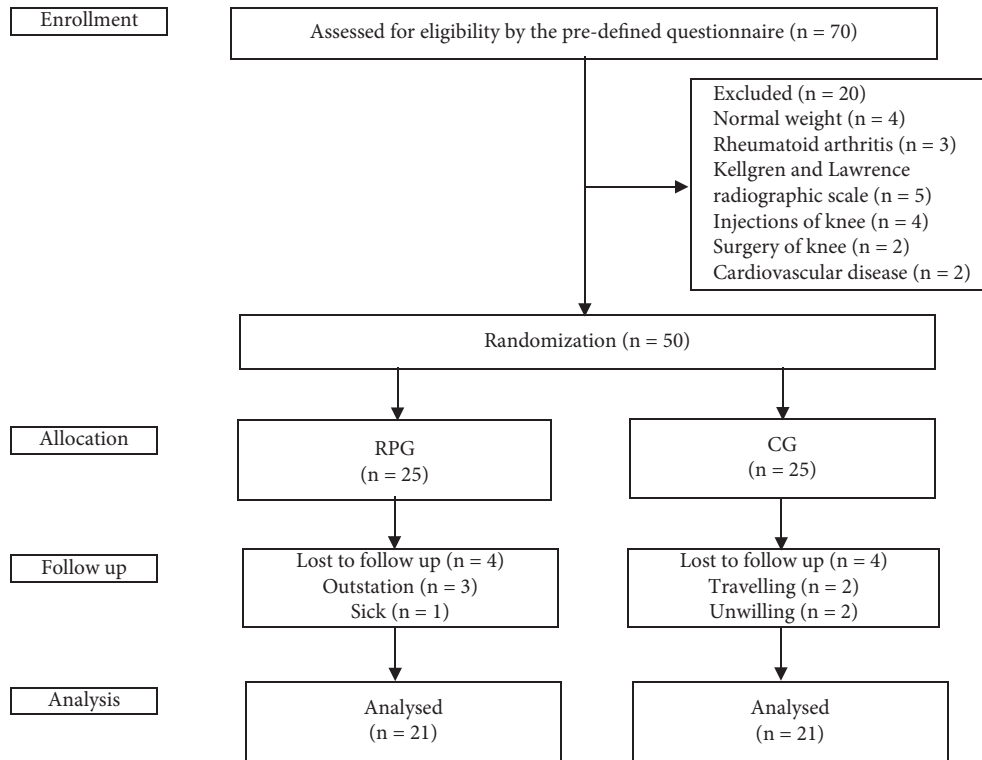 Enrollment
Assessed for eligibility by the pre-defined questionnaire (n = 70)
Excluded (n = 20)
Normal weight (n = 4)
Rheumatoid arthritis (n = 3)
Kellgren and Lawrence
radiographic scale (n = 5)
Injections of knee (n = 4)
Surgery of knee (n = 2)
Cardiovascular disease (n = 2)
Randomization (n = 50)
Allocation
RPG
(n = 25)
CG
(n = 25)
Follow up
Lost to follow up (n = 4)
Outstation (n = 3)
Sick (n = 1)
Lost to follow up (n = 4)
Travelling (n = 2)
Unwilling (n = 2)
Analysis
Analysed
(n = 21)
Analysed
(n = 21)